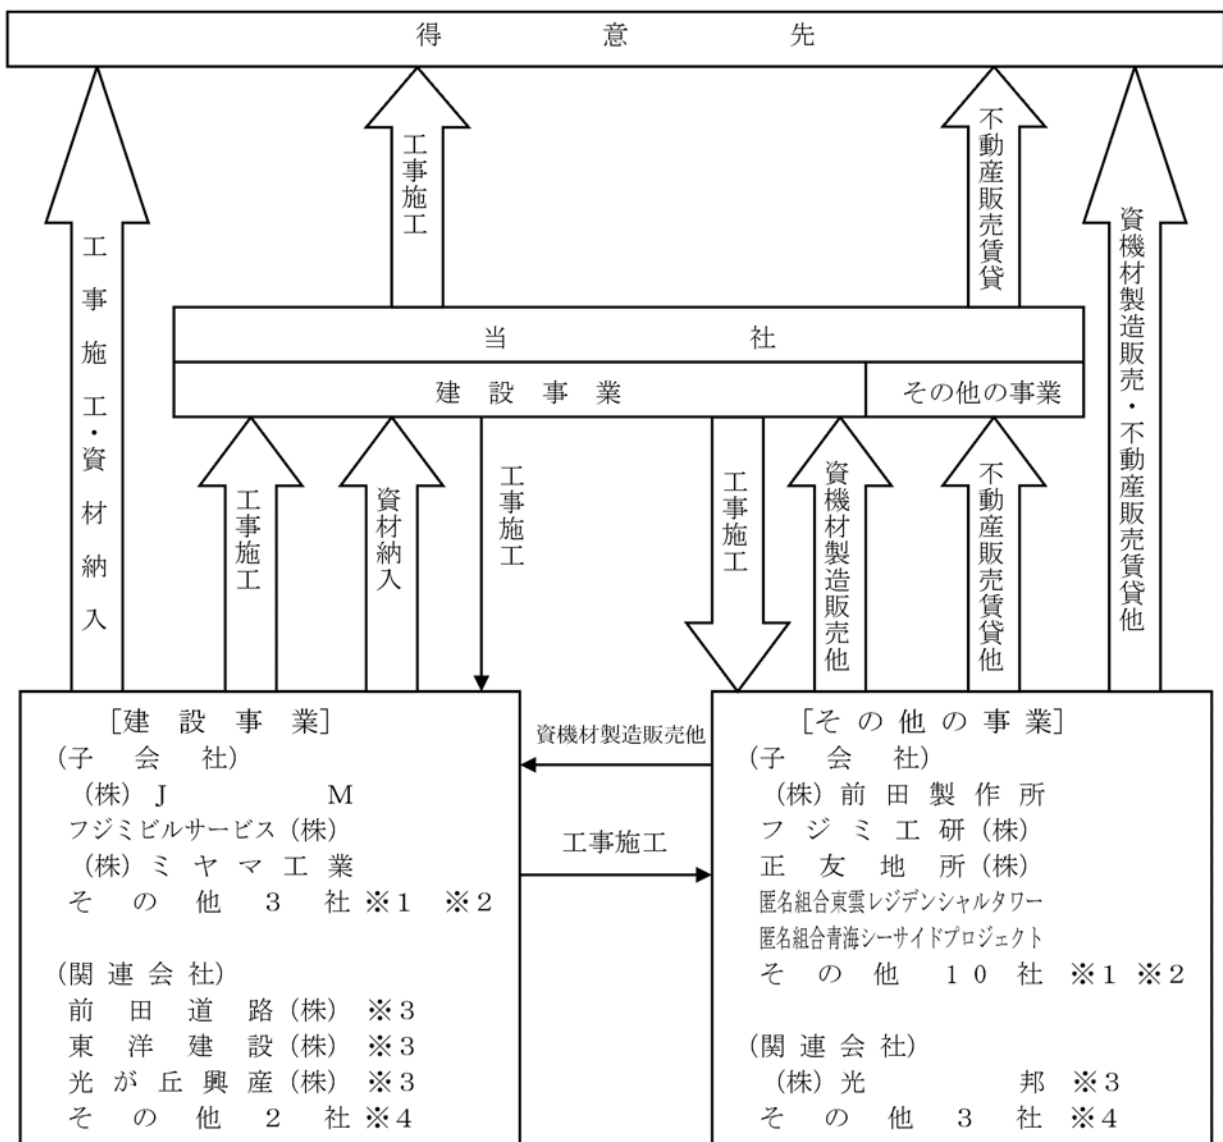 得意先
工事施工
不動産販売賃貸
工事施工・資材納入
資機材製造販売・不動産販売賃貸他
当社
建設事業
その他の事業
工事施工
資材納入
工事施工
工事施工
資機材製造販売他
不動産販売賃貸他
[建設事業]
(子会社)
(株)JM
フジミビルサービス(株)
(株)ミヤマ工業
その他3社※1 ※2
(関連会社)
前田道路(株) ※3
東洋建設(株) ※3
光が丘興産(株) ※3
その他2社※4
資機材製造販売他
工事施工
[その他の事業]
(子会社)
(株)前田製作所
フジミ工研(株)
正友地所(株)
匿名組合東雲レジデンシャルタワー
匿名組合青海シーサイドプロジェクト
その他10社 ※1 ※2
(関連会社)
(株)光邦 ※3
その他3社 ※4